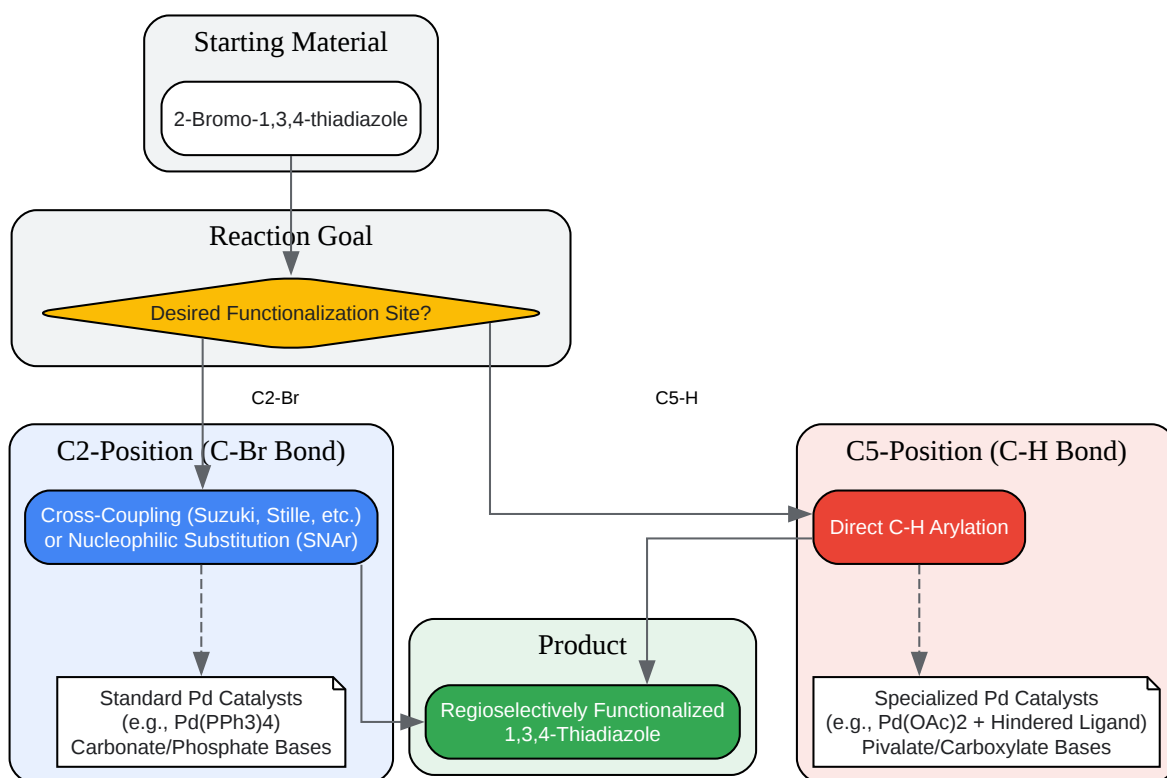 Starting Material
2-Bromo-1,3,4-thiadiazole
Reaction Goal
Desired Functionalization Site?
C2-Br
C5-H
C2-Position (C-Br Bond)
Cross-Coupling (Suzuki, Stille, etc.)
or Nucleophilic Substitution (SNAr)
Standard Pd Catalysts
(e.g., Pd(PPh3)4)
Carbonate/Phosphate Bases
C5-Position (C-H Bond)
Direct C-H Arylation
Specialized Pd Catalysts
(e.g., Pd(OAc)2 + Hindered Ligand)
Pivalate/Carboxylate Bases
Product
Regioselectively Functionalized
1,3,4-Thiadiazole